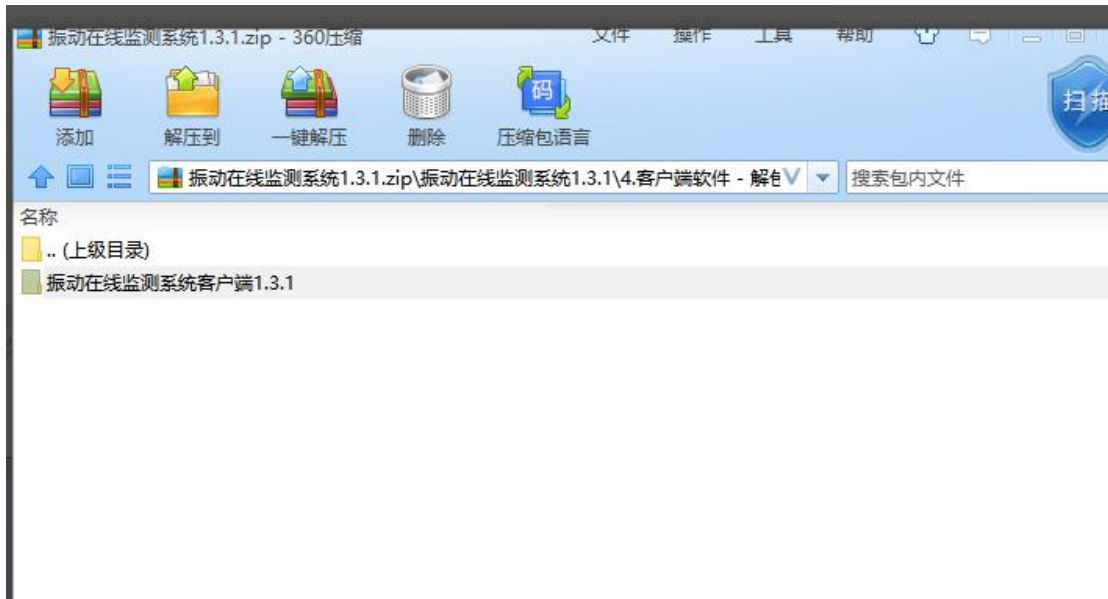 振动在线监测系统1.3.1.zip - 360压缩 文件 操作 工具 帮助
码
扫描
添加 解压到 一键解压 删除 压缩包语言
振动在线监测系统1.3.1.zip\振动在线监测系统1.3.1\4.客户端软件 - 解包 搜索包内文件
名称
.. (上级目录)
振动在线监测系统客户端1.3.1